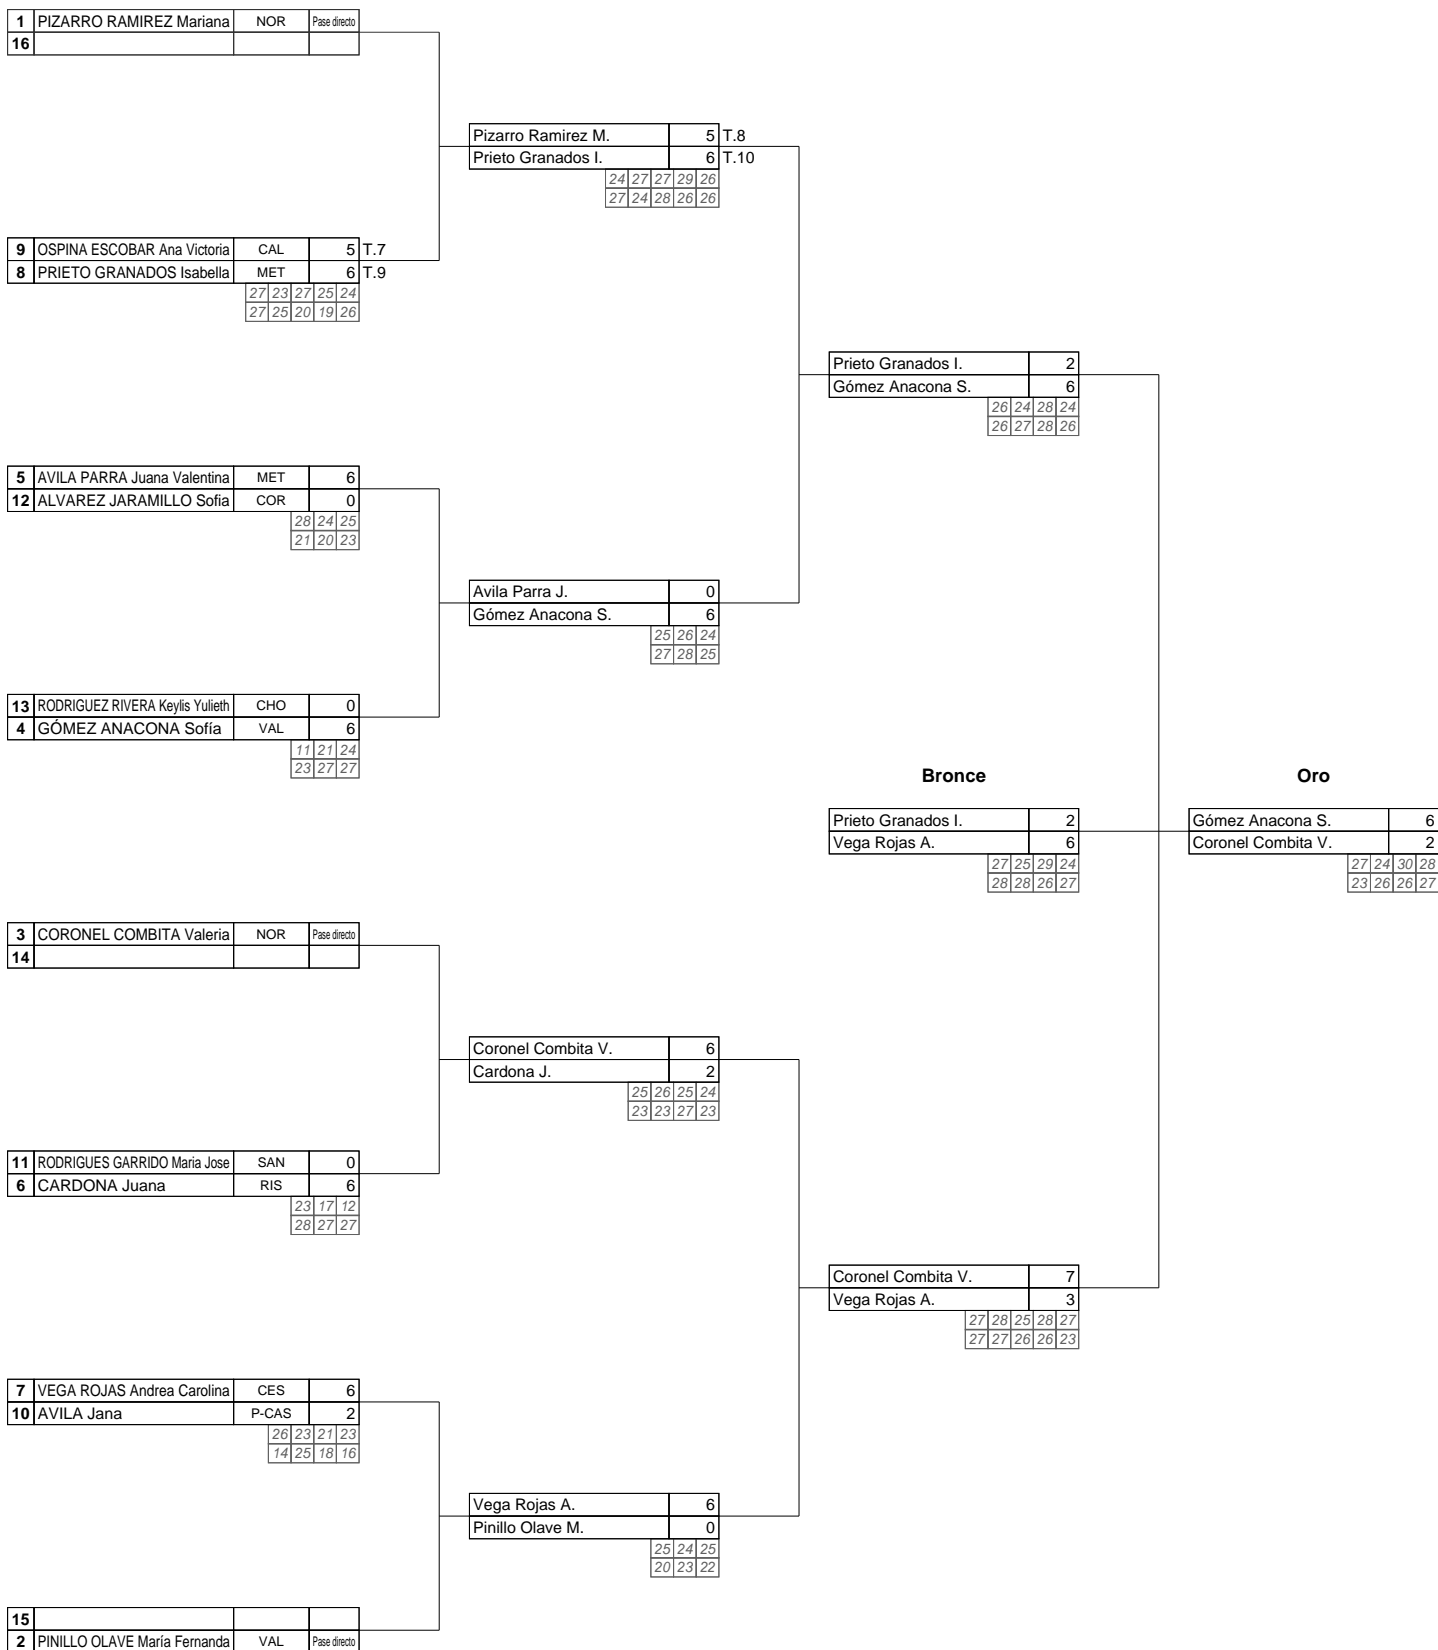 1 PIZARRO RAMIREZ Mariana NOR Pase directo
16
Pizarro Ramirez M. 5 T.8
Prieto Granados I. 6 T.10
24 27 27 29 26
27 24 28 26 26
9 OSPINA ESCOBAR Ana Victoria CAL 5 T.7
8 PRIETO GRANADOS Isabella MET 6 T.9
27 23 27 25 24
27 25 20 19 26
Prieto Granados I. 2
Gómez Anacona S. 6
26 24 28 24
26 27 28 26
5 AVILA PARRA Juana Valentina MET 6
12 ALVAREZ JARAMILLO Sofia COR 0
28 24 25
21 20 23
Avila Parra J. 0
Gómez Anacona S. 6
25 26 24
27 28 25
13 RODRIGUEZ RIVERA Keylis Yulieth CHO 0
4 GÓMEZ ANACONA Sofía VAL 6
11 21 24
23 27 27
Bronce Oro
Prieto Granados I. 2 Gómez Anacona S. 6
Vega Rojas A. 6 Coronel Combita V. 2
27 25 29 24 27 24 30 28
28 28 26 27 23 26 26 27
3 CORONEL COMBITA Valeria NOR Pase directo
14
Coronel Combita V. 6
Cardona J. 2
25 26 25 24
23 23 27 23
11 RODRIGUES GARRIDO Maria Jose SAN 0
6 CARDONA Juana RIS 6
23 17 12
28 27 27
Coronel Combita V. 7
Vega Rojas A. 3
27 28 25 28 27
27 27 26 26 23
7 VEGA ROJAS Andrea Carolina CES 6
10 AVILA Jana P-CAS 2
26 23 21 23
14 25 18 16
Vega Rojas A. 6
Pinillo Olave M. 0
25 24 25
20 23 22
15
2 PINILLO OLAVE María Fernanda VAL Pase directo